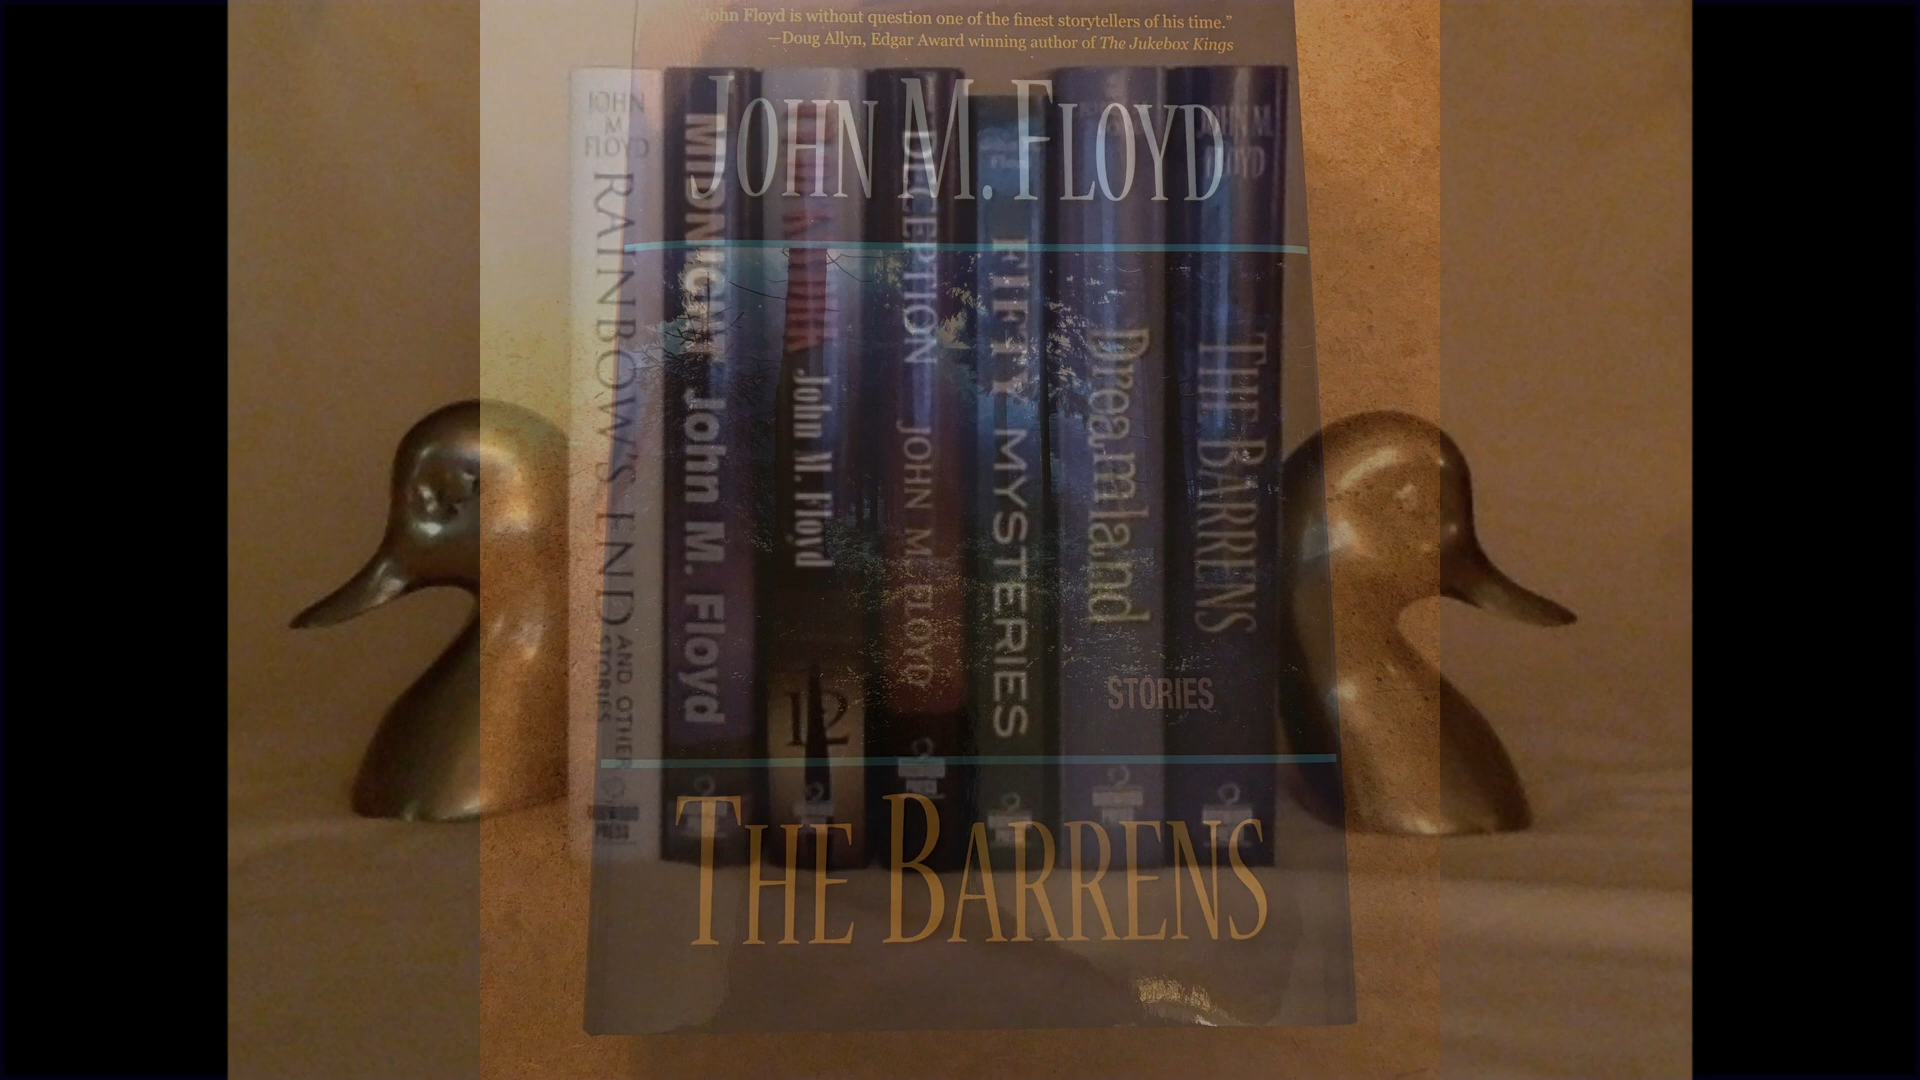 "John Floyd is without question one of the finest storytellers of his time."
—Doug Allyn, Edgar Award winning author of The Jukebox Kings
JOHN M. FLOYD
STORIES
THE BARRENS
JOHN
M.
FLOYD
RAINBOW'S END
AND OTHER
STORIES
MIDNIGHT John M. Floyd
John M. Floyd
DECEPTION JOHN M. FLOYD
FIFTY MYSTERIES
Dreamland
JOHN M.
FLOYD
THE BARRENS
PRESS